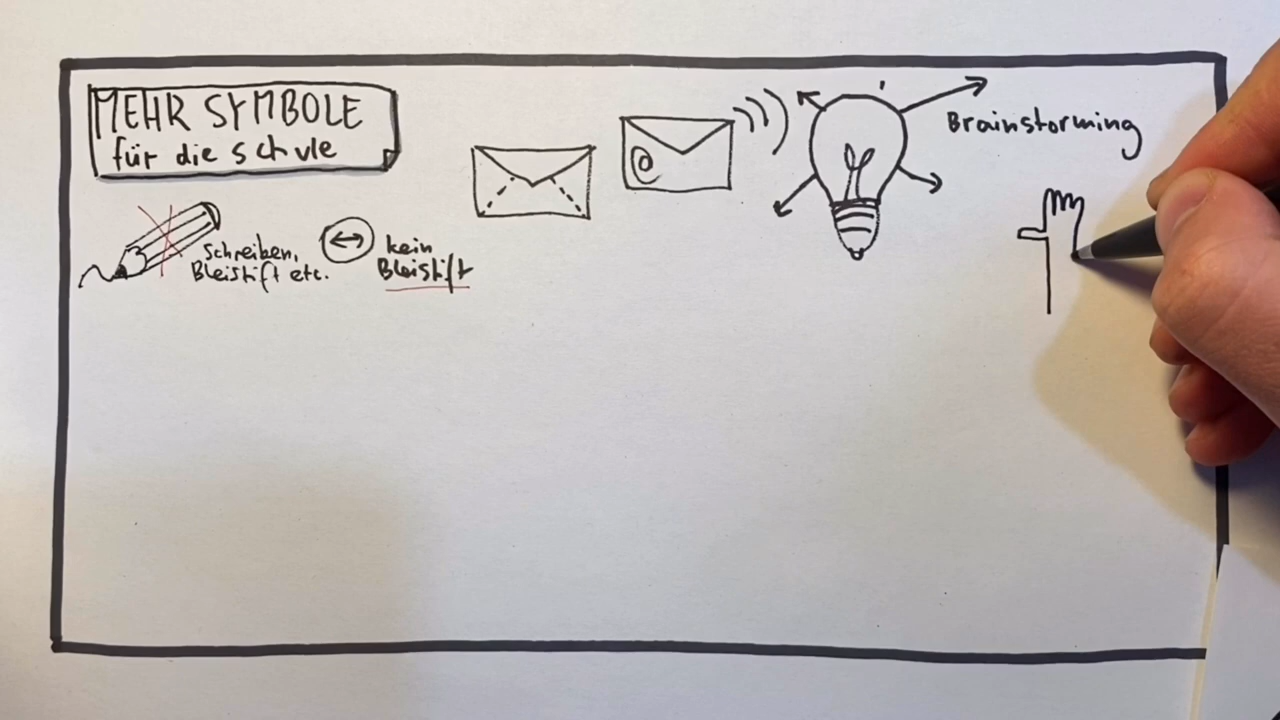 MEHR SYMBOLE
für die schule
Schreiben,
Bleistift etc.
kein
Bleistift
@
Brainstorming